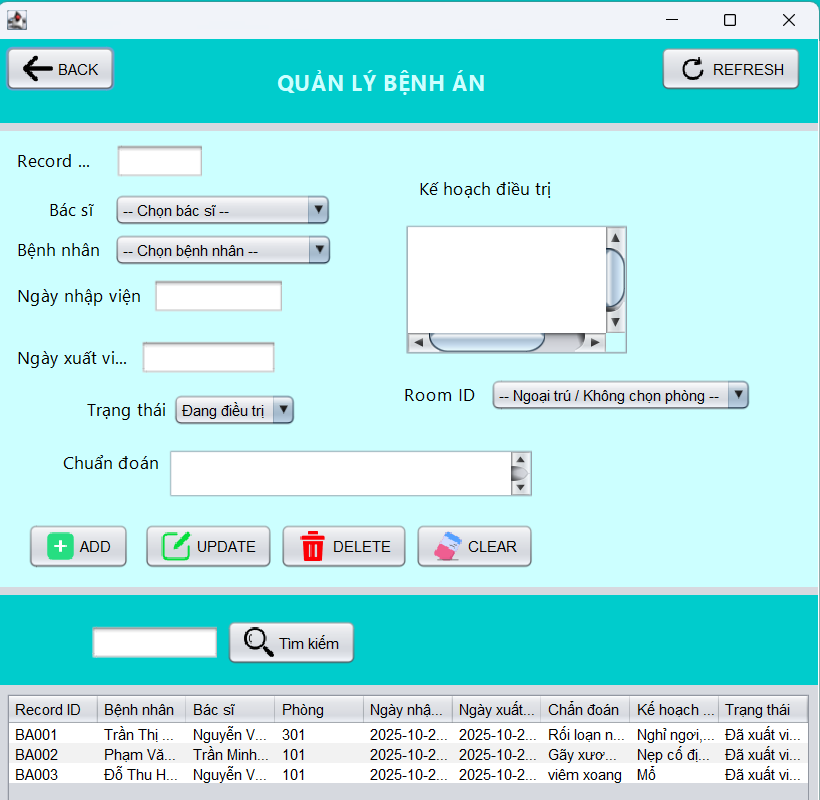 BACK
QUẢN LÝ BỆNH ÁN
REFRESH
Record ...
Kế hoạch điều trị
Bác sĩ
-- Chọn bác sĩ --
Bệnh nhân
-- Chọn bệnh nhân --
Ngày nhập viện
Ngày xuất vi...
Room ID
-- Ngoại trú / Không chọn phòng --
Trạng thái
Đang điều trị
Chuẩn đoán
ADD
UPDATE
DELETE
CLEAR
Tìm kiếm
Record ID Bệnh nhân Bác sĩ Phòng Ngày nhậ... Ngày xuất... Chẩn đoán Kế hoạch ... Trạng thái
BA001 Trần Thị ... Nguyễn V... 301 2025-10-2... 2025-10-2... Rối loạn n... Nghỉ ngơi,... Đã xuất vi...
BA002 Phạm Vă... Trần Minh... 101 2025-10-2... 2025-10-2... Gãy xươ... Nẹp cố đị... Đã xuất vi...
BA003 Đỗ Thu H... Nguyễn V... 101 2025-10-2... 2025-10-2... viêm xoang Mổ Đã xuất vi...